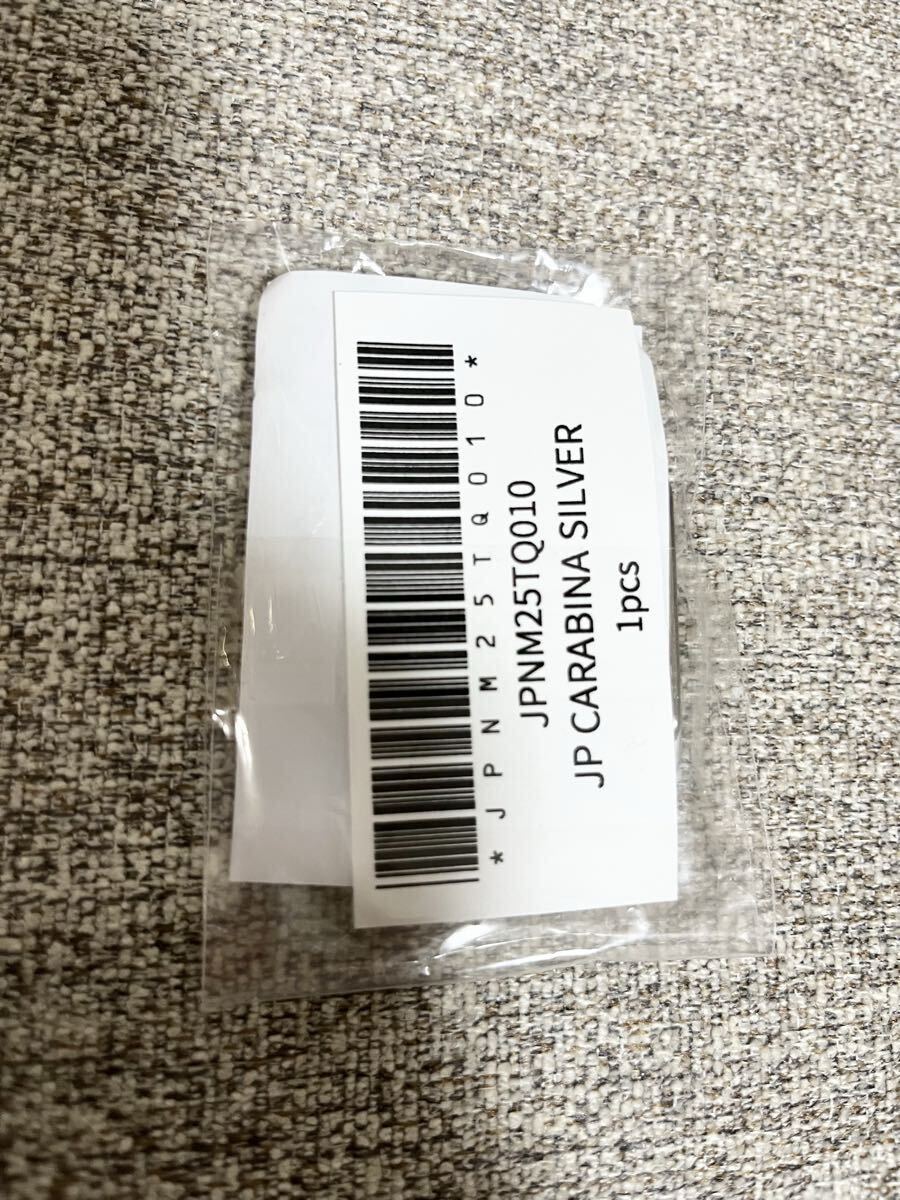 *JPNM25TQ010*
JPNM25TQ010
JP CARABINA SILVER
1pcs